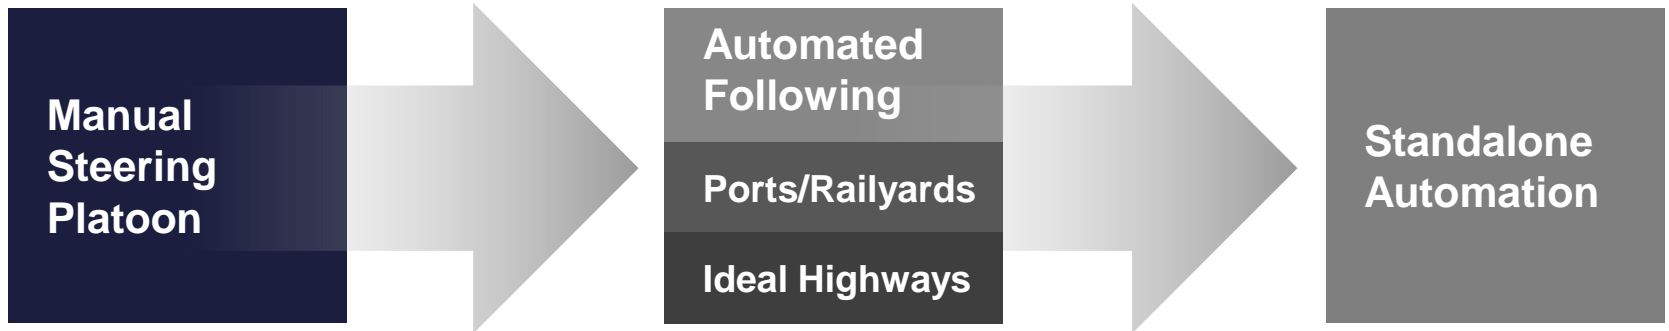 Manual
Steering
Platoon
Automated
Following
Ports/Railyards
Ideal Highways
Standalone
Automation